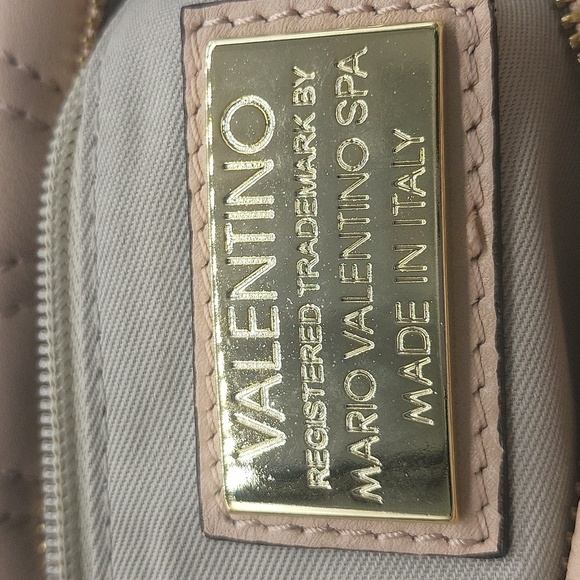 VALENTINO
REGISTERED TRADEMARK BY
MARIO VALENTINO SPA
MADE IN ITALY